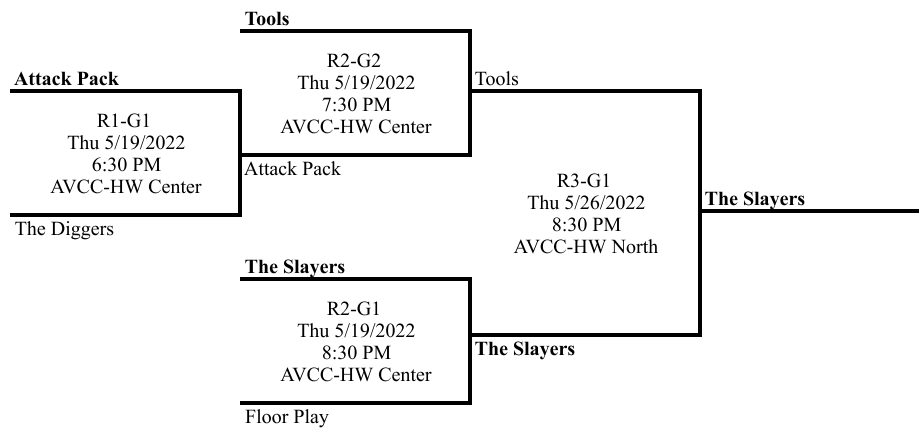 Tools
R2-G2
Thu 5/19/2022
7:30 PM
AVCC-HW Center
Attack Pack
Tools
R1-G1
Thu 5/19/2022
6:30 PM
AVCC-HW Center
Attack Pack
The Diggers
R3-G1
Thu 5/26/2022
8:30 PM
AVCC-HW North
The Slayers
The Slayers
R2-G1
Thu 5/19/2022
8:30 PM
AVCC-HW Center
The Slayers
Floor Play